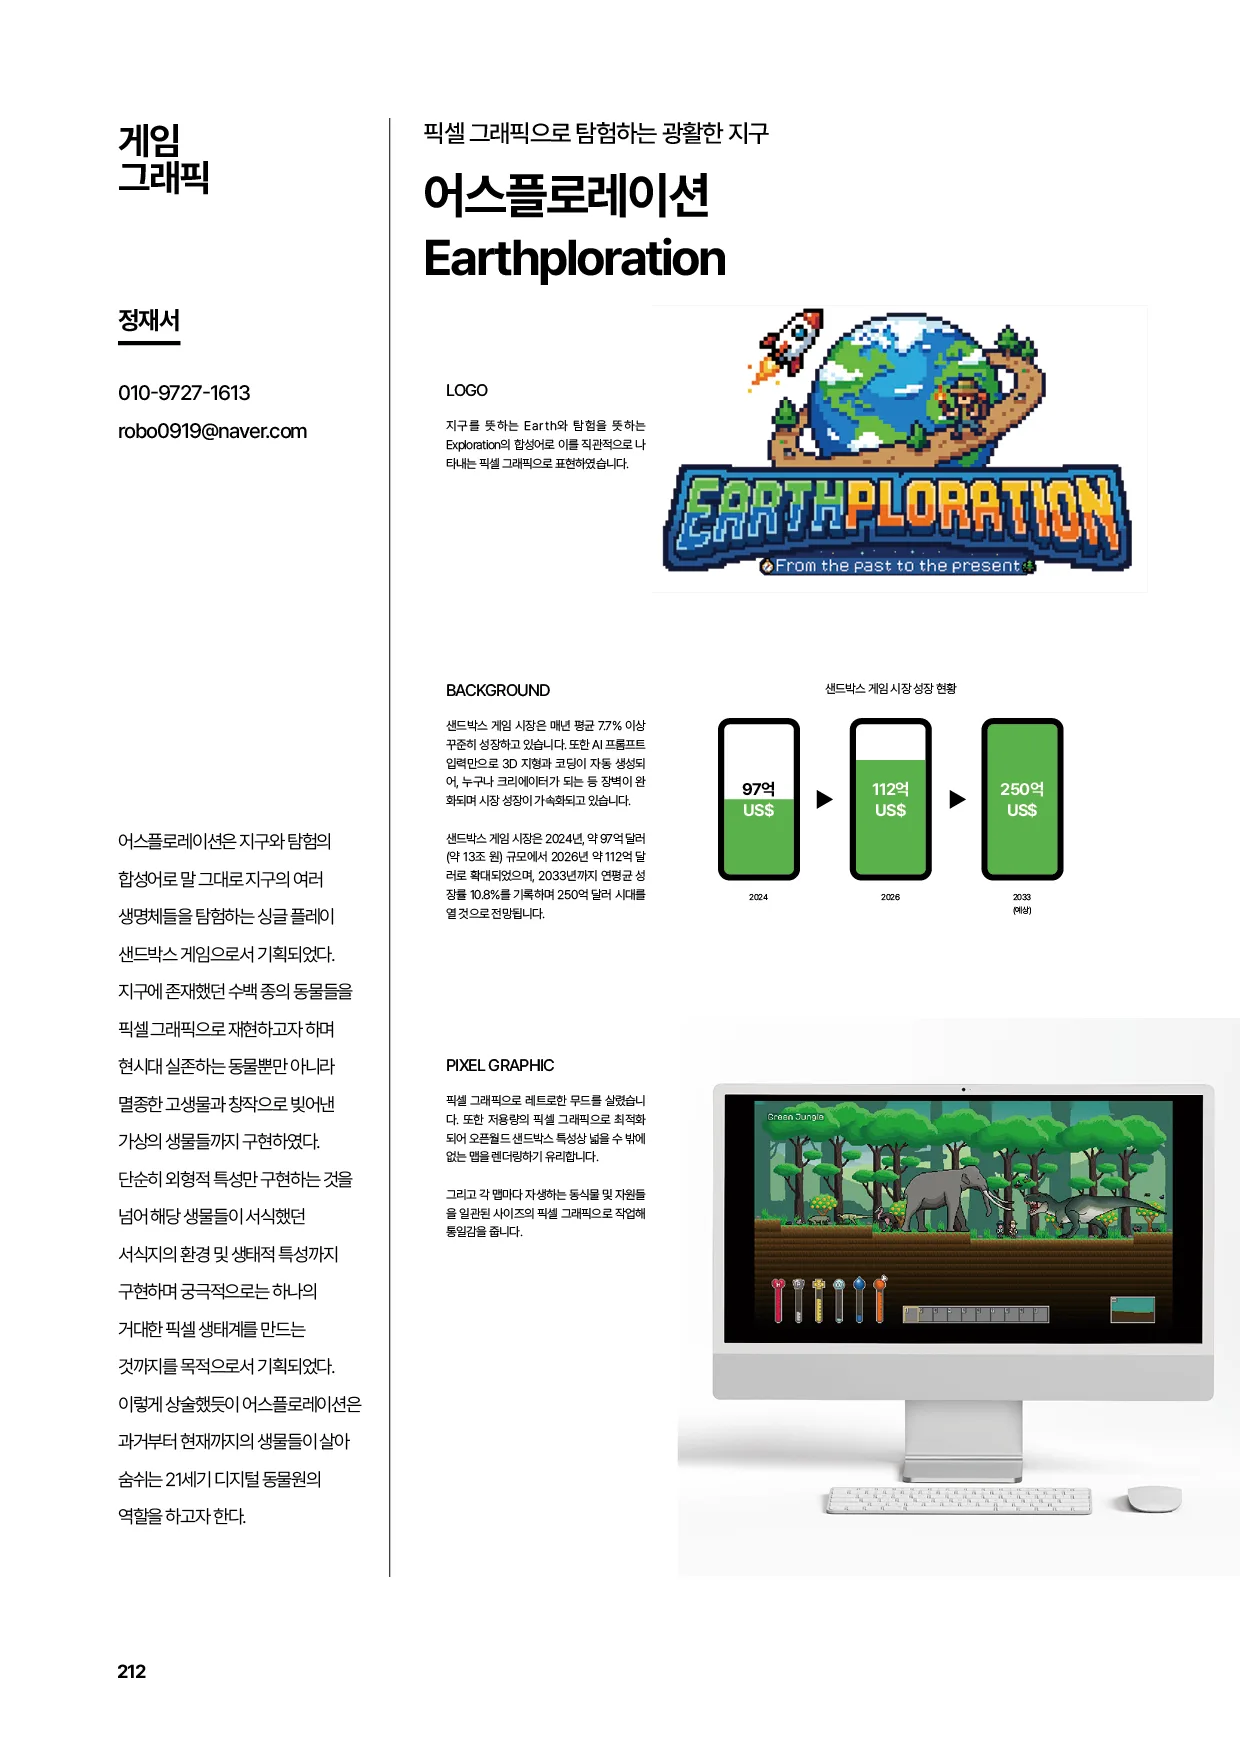 게임
그래픽
정재서
010-9727-1613
robo0919@naver.com
어스플로레이션은 지구와 탐험의
합성어로 말 그대로 지구의 여러
생명체들을 탐험하는 싱글 플레이
샌드박스 게임으로서 기획되었다.
지구에 존재했던 수백 종의 동물들을
픽셀 그래픽으로 재현하고자 하며
현시대 실존하는 동물뿐만 아니라
멸종한 고생물과 창작으로 빚어낸
가상의 생물들까지 구현하였다.
단순히 외형적 특성만 구현하는 것을
넘어 해당 생물들이 서식했던
서식지의 환경 및 생태적 특성까지
구현하며 궁극적으로는 하나의
거대한 픽셀 생태계를 만드는
것까지를 목적으로서 기획되었다.
이렇게 상술했듯이 어스플로레이션은
과거부터 현재까지의 생물들이 살아
숨쉬는 21세기 디지털 동물원의
역할을 하고자 한다.
픽셀 그래픽으로 탐험하는 광활한 지구
어스플로레이션
Earthploration
LOGO
지구를 뜻하는 Earth와 탐험을 뜻하는
Exploration의 합성어로 이를 직관적으로 나
타내는 픽셀 그래픽으로 표현하였습니다.
EARTHPLORATION
From the past to the present
BACKGROUND
샌드박스 게임 시장은 매년 평균 7.7% 이상
꾸준히 성장하고 있습니다. 또한 AI 프롬프트
입력만으로 3D 지형과 코딩이 자동 생성되
어, 누구나 크리에이터가 되는 등 장벽이 완
화되며 시장 성장이 가속화되고 있습니다.
샌드박스 게임 시장은 2024년, 약 97억 달러
(약 13조 원) 규모에서 2026년 약 112억 달
러로 확대되었으며, 2033년까지 연평균 성
장률 10.8%를 기록하며 250억 달러 시대를
열 것으로 전망됩니다.
샌드박스 게임 시장 성장 현황
97억
US$
112억
US$
250억
US$
2024
2026
2033
(예상)
PIXEL GRAPHIC
픽셀 그래픽으로 레트로한 무드를 살렸습니
다. 또한 저용량의 픽셀 그래픽으로 최적화
되어 오픈월드 샌드박스 특성상 넓을 수 밖에
없는 맵을 렌더링하기 유리합니다.
그리고 각 맵마다 자생하는 동식물 및 자원들
을 일관된 사이즈의 픽셀 그래픽으로 작업해
통일감을 줍니다.
Green Jungle
212